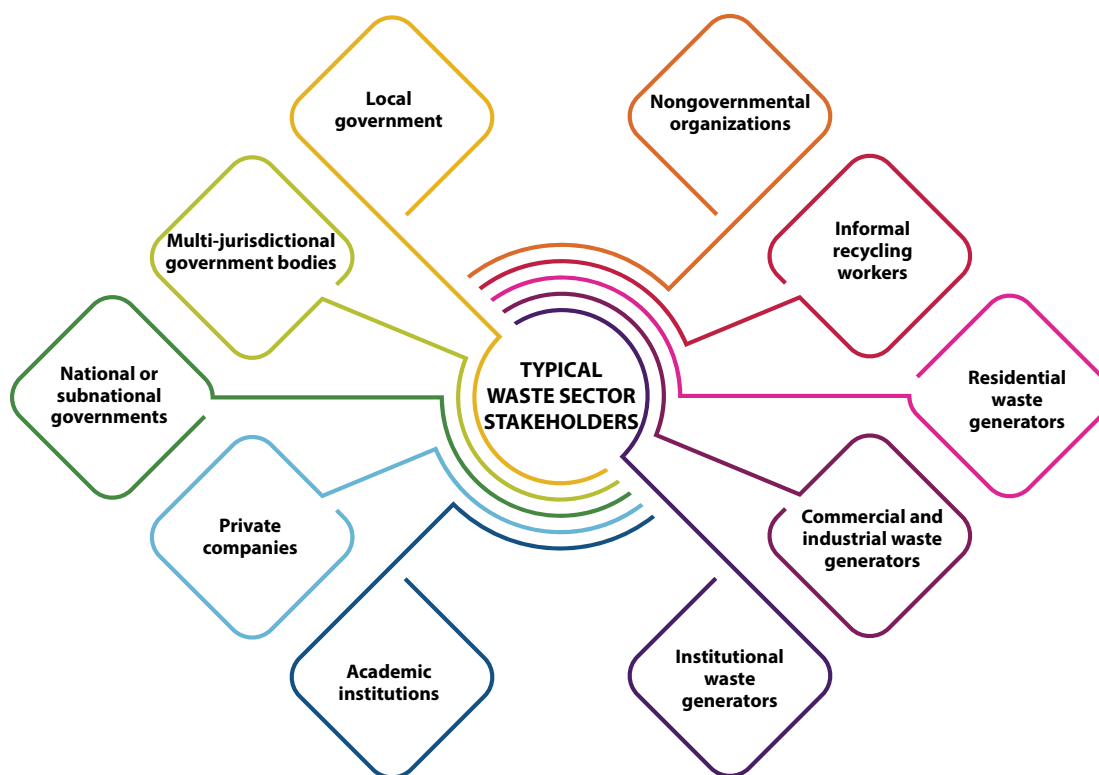 Local
government
Nongovernmental
organizations
Multi-jurisdictional
government bodies
Informal
recycling
workers
National or
subnational
governments
TYPICAL
WASTE SECTOR
STAKEHOLDERS
Residential
waste
generators
Private
companies
Commercial and
industrial waste
generators
Academic
institutions
Institutional
waste
generators